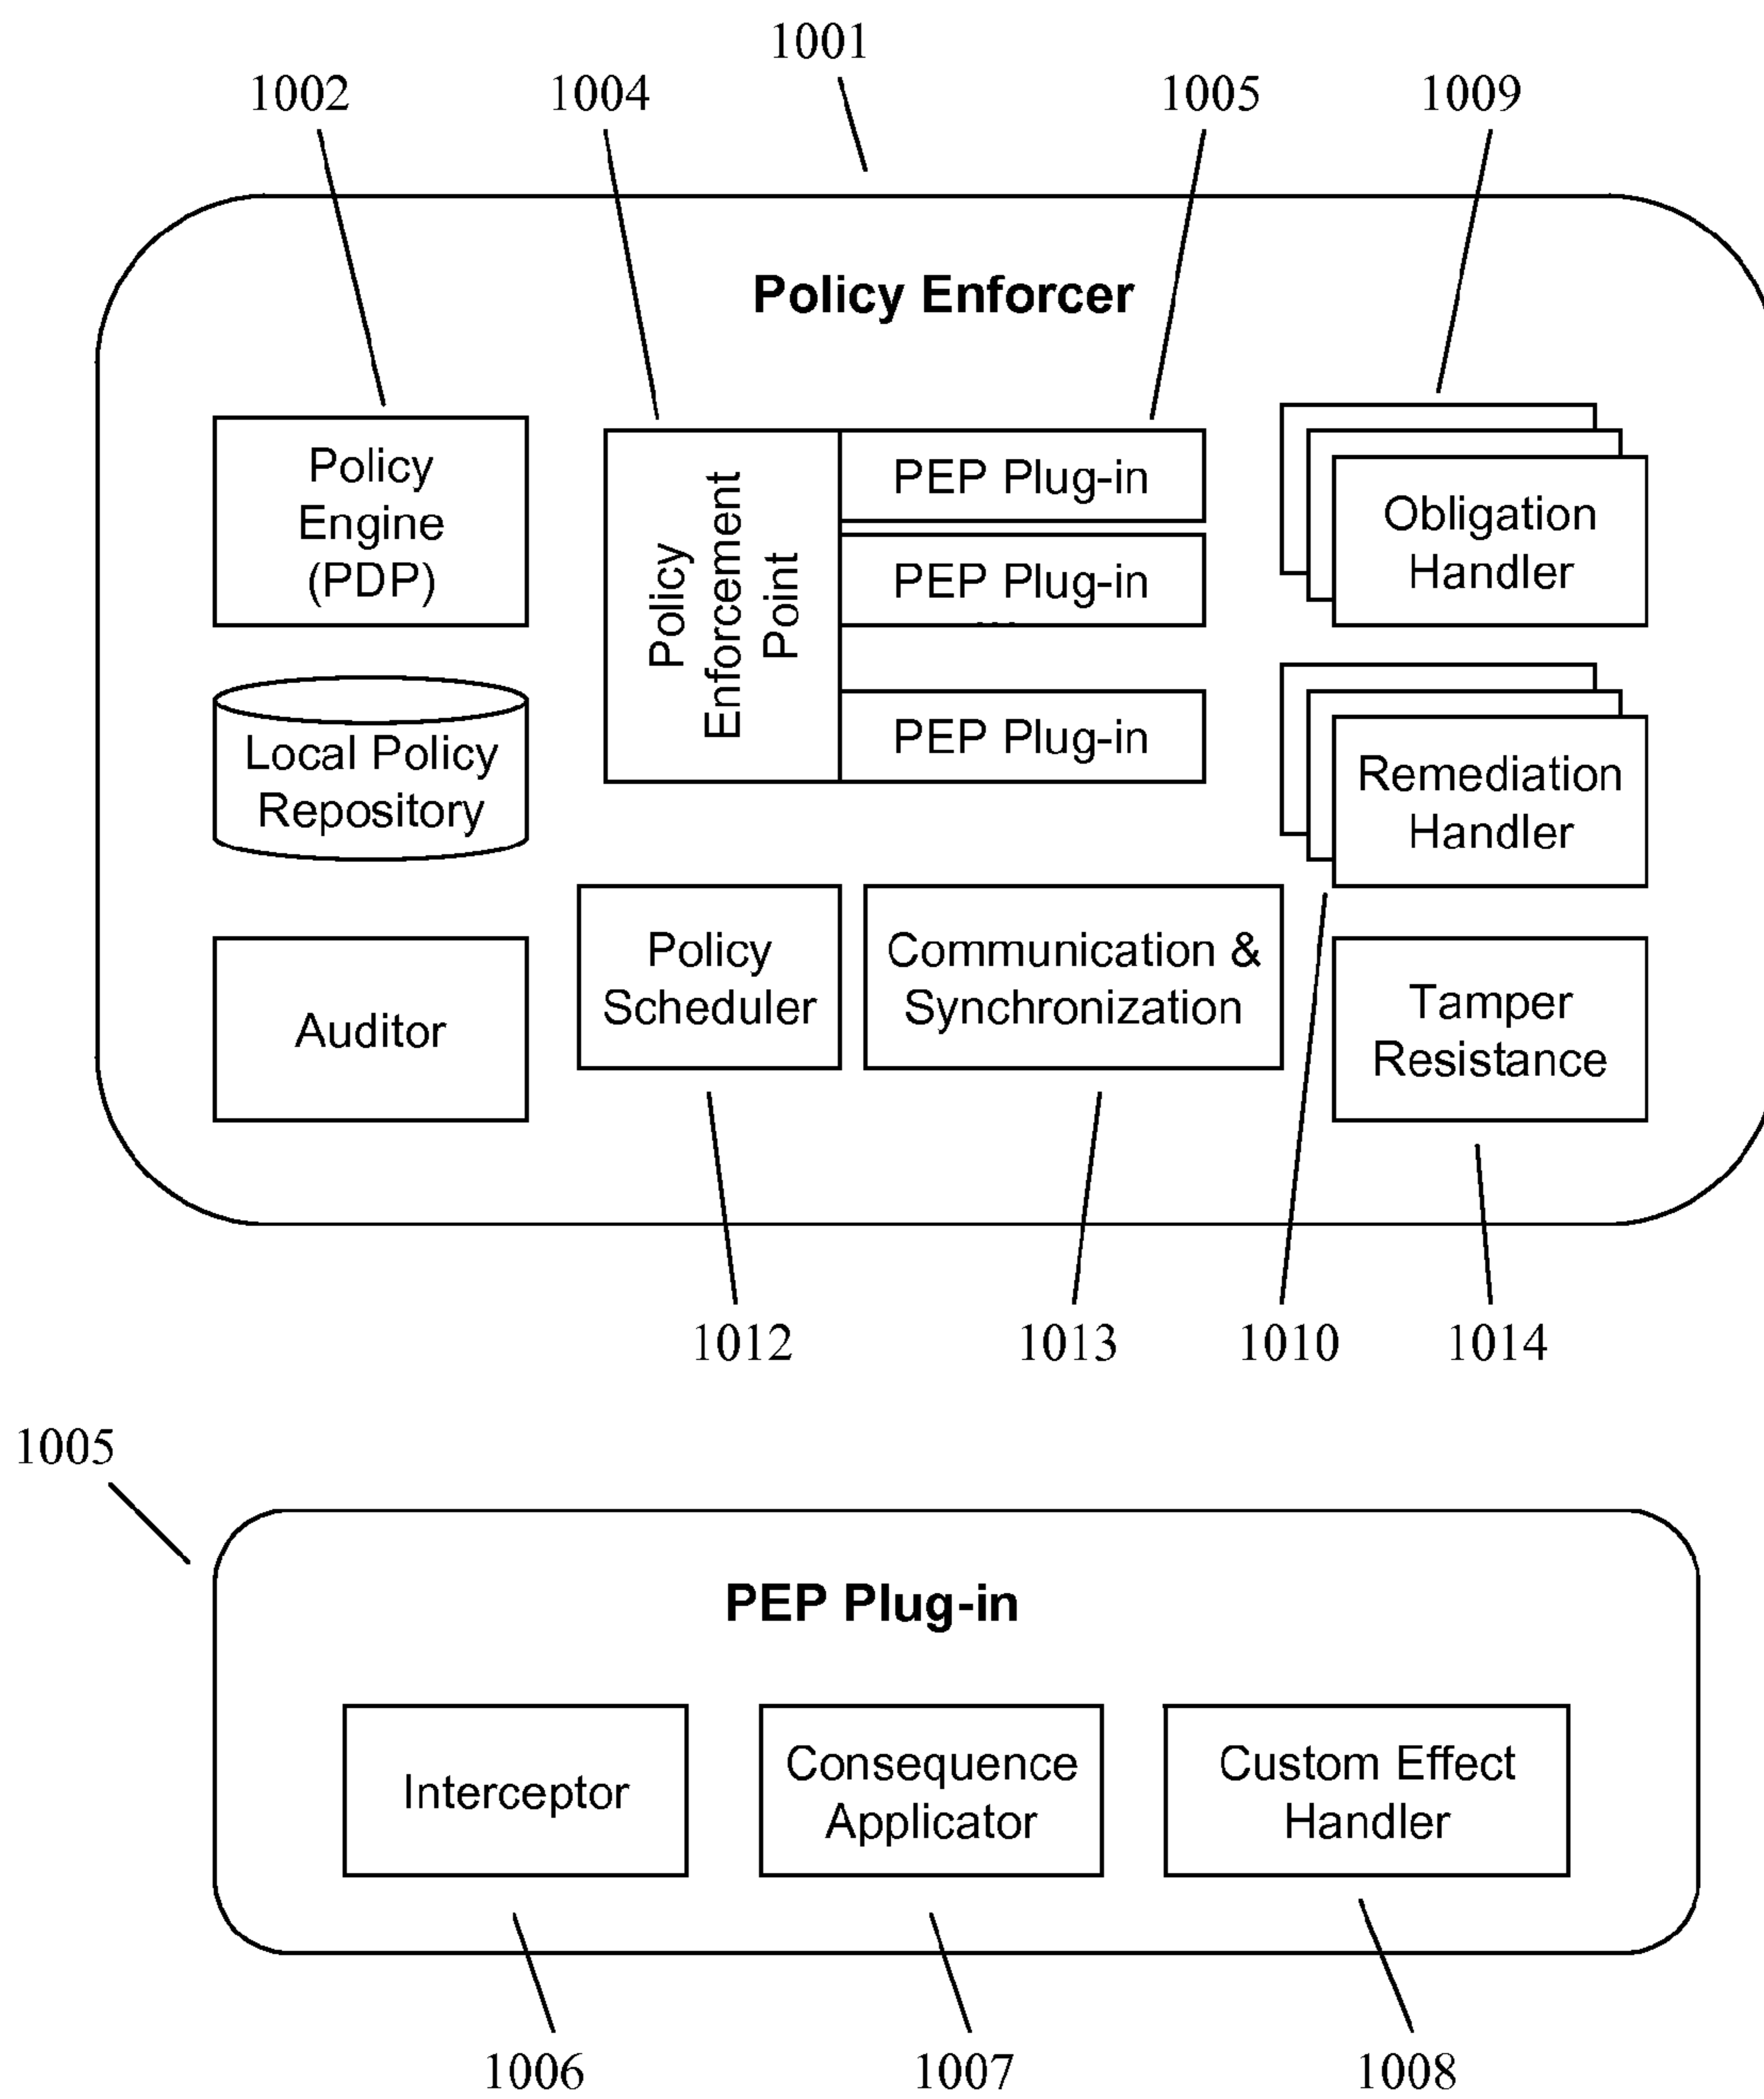 1001
1002
1004
1005
1009
Policy Enforcer
Policy
Engine
(PDP)
Policy
Enforcement
Point
PEP Plug-in
PEP Plug-in
...
PEP Plug-in
Obligation
Handler
Local Policy
Repository
Remediation
Handler
Auditor
Policy
Scheduler
Communication &
Synchronization
Tamper
Resistance
1012
1013
1010
1014
1005
PEP Plug-in
Interceptor
Consequence
Applicator
Custom Effect
Handler
1006
1007
1008